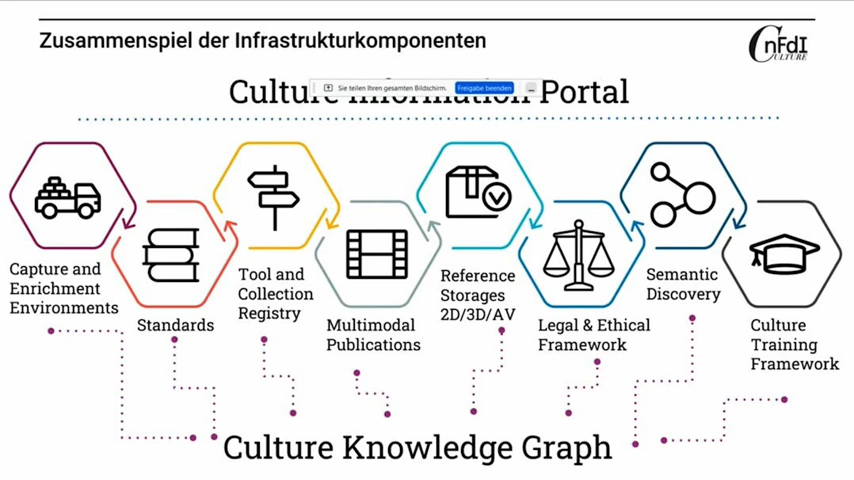 Zusammenspiel der Infrastrukturkomponenten
CnFdI
CULTURE
Culture Information Portal
Sie teilen Ihren gesamten Bildschirm.
Freigabe beenden
Capture and
Enrichment
Environments
Standards
Tool and
Collection
Registry
Multimodal
Publications
Reference
Storages
2D/3D/AV
Legal & Ethical
Framework
Semantic
Discovery
Culture
Training
Framework
Culture Knowledge Graph